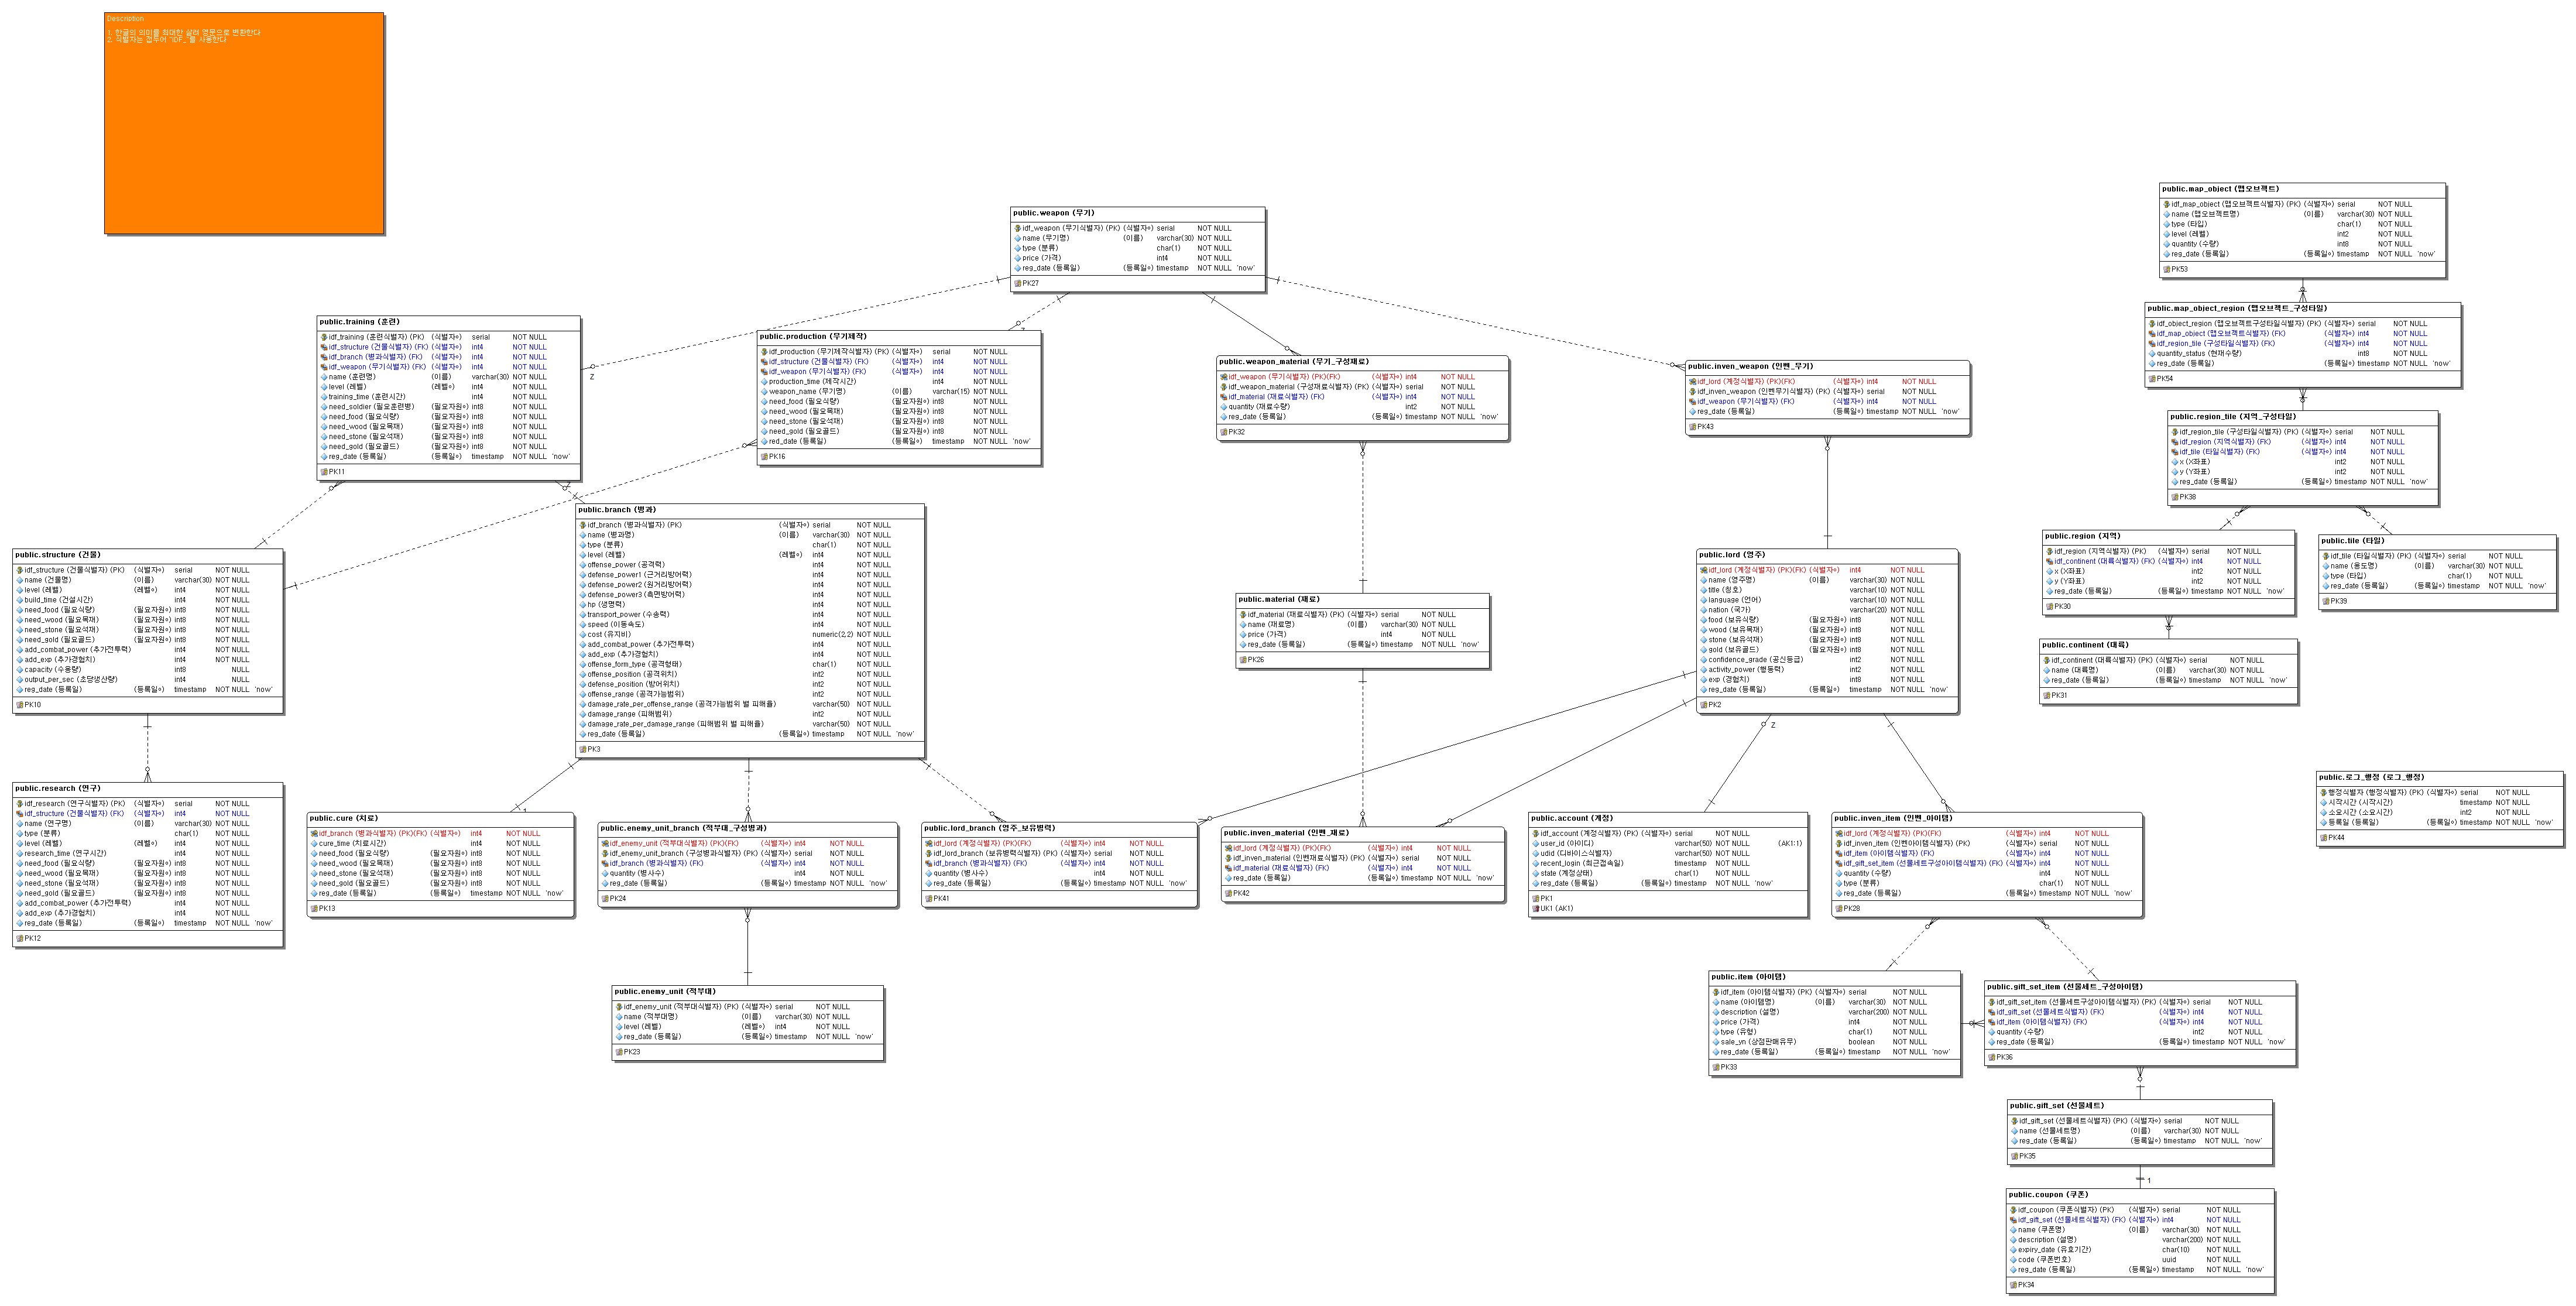 Description
1. 한글의 의미를 최대한 살려 영문으로 변환한다
2. 식별자는 접두어 "IDF_"를 사용한다
public.weapon (무기)
idf_weapon (무기식별자) (PK) (식별자+) serial NOT NULL
name (무기명) (이름) varchar(30) NOT NULL
type (분류) char(1) NOT NULL
price (가격) int4 NOT NULL
reg_date (등록일) (등록일+) timestamp NOT NULL 'now'
PK27
public.training (훈련)
idf_training (훈련식별자) (PK) (식별자+) serial NOT NULL
idf_structure (건물식별자) (FK) (식별자+) int4 NOT NULL
idf_branch (병과식별자) (FK) (식별자+) int4 NOT NULL
idf_weapon (무기식별자) (FK) (식별자+) int4 NOT NULL
name (훈련명) (이름) varchar(30) NOT NULL
level (레벨) (레벨+) int4 NOT NULL
training_time (훈련시간) int4 NOT NULL
need_soldier (필요훈련병) (필요자원+) int8 NOT NULL
need_food (필요식량) (필요자원+) int8 NOT NULL
need_wood (필요목재) (필요자원+) int8 NOT NULL
need_stone (필요석재) (필요자원+) int8 NOT NULL
need_gold (필요골드) (필요자원+) int8 NOT NULL
reg_date (등록일) (등록일+) timestamp NOT NULL 'now'
PK11
public.production (무기제작)
idf_production (무기제작식별자) (PK) (식별자+) serial NOT NULL
idf_structure (건물식별자) (FK) (식별자+) int4 NOT NULL
idf_weapon (무기식별자) (FK) (식별자+) int4 NOT NULL
production_time (제작시간) int4 NOT NULL
weapon_name (무기명) (이름) varchar(15) NOT NULL
need_food (필요식량) (필요자원+) int8 NOT NULL
need_wood (필요목재) (필요자원+) int8 NOT NULL
need_stone (필요석재) (필요자원+) int8 NOT NULL
need_gold (필요골드) (필요자원+) int8 NOT NULL
red_date (등록일) (등록일+) timestamp NOT NULL 'now'
PK16
public.weapon_material (무기_구성재료)
idf_weapon (무기식별자) (PK)(FK) (식별자+) int4 NOT NULL
idf_weapon_material (구성재료식별자) (PK) (식별자+) serial NOT NULL
idf_material (재료식별자) (FK) (식별자+) int4 NOT NULL
quantity (재료수량) int2 NOT NULL
reg_date (등록일) (등록일+) timestamp NOT NULL 'now'
PK32
public.inven_weapon (인벤_무기)
idf_lord (계정식별자) (PK)(FK) (식별자+) int4 NOT NULL
idf_inven_weapon (인벤무기식별자) (PK) (식별자+) serial NOT NULL
idf_weapon (무기식별자) (FK) (식별자+) int4 NOT NULL
reg_date (등록일) (등록일+) timestamp NOT NULL 'now'
PK43
public.map_object (맵오브젝트)
idf_map_object (맵오브젝트식별자) (PK) (식별자+) serial NOT NULL
name (맵오브젝트명) (이름) varchar(30) NOT NULL
type (타입) char(1) NOT NULL
level (레벨) int2 NOT NULL
quantity (수량) int8 NOT NULL
reg_date (등록일) (등록일+) timestamp NOT NULL 'now'
PK53
public.map_object_region (맵오브젝트_구성타일)
idf_object_region (맵오브젝트구성타일식별자) (PK) (식별자+) serial NOT NULL
idf_map_object (맵오브젝트식별자) (FK) (식별자+) int4 NOT NULL
idf_region_tile (구성타일식별자) (FK) (식별자+) int4 NOT NULL
quantity_status (현재수량) int8 NOT NULL
reg_date (등록일) (등록일+) timestamp NOT NULL 'now'
PK54
public.region_tile (지역_구성타일)
idf_region_tile (구성타일식별자) (PK) (식별자+) serial NOT NULL
idf_region (지역식별자) (FK) (식별자+) int4 NOT NULL
idf_tile (타일식별자) (FK) (식별자+) int4 NOT NULL
x (X좌표) int2 NOT NULL
y (Y좌표) int2 NOT NULL
reg_date (등록일) (등록일+) timestamp NOT NULL 'now'
PK38
public.region (지역)
idf_region (지역식별자) (PK) (식별자+) serial NOT NULL
idf_continent (대륙식별자) (FK) (식별자+) int4 NOT NULL
x (X좌표) int2 NOT NULL
y (Y좌표) int2 NOT NULL
reg_date (등록일) (등록일+) timestamp NOT NULL 'now'
PK30
public.tile (타일)
idf_tile (타일식별자) (PK) (식별자+) serial NOT NULL
name (용도명) (이름) varchar(30) NOT NULL
type (타입) char(1) NOT NULL
reg_date (등록일) (등록일+) timestamp NOT NULL 'now'
PK39
public.continent (대륙)
idf_continent (대륙식별자) (PK) (식별자+) serial NOT NULL
name (대륙명) (이름) varchar(30) NOT NULL
reg_date (등록일) (등록일+) timestamp NOT NULL 'now'
PK31
public.structure (건물)
idf_structure (건물식별자) (PK) (식별자+) serial NOT NULL
name (건물명) (이름) varchar(30) NOT NULL
level (레벨) (레벨+) int4 NOT NULL
build_time (건설시간) int4 NOT NULL
need_food (필요식량) (필요자원+) int8 NOT NULL
need_wood (필요목재) (필요자원+) int8 NOT NULL
need_stone (필요석재) (필요자원+) int8 NOT NULL
need_gold (필요골드) (필요자원+) int8 NOT NULL
add_combat_power (추가전투력) int4 NOT NULL
add_exp (추가경험치) int4 NOT NULL
capacity (수용량) int8 NULL
output_per_sec (초당생산량) int4 NULL
reg_date (등록일) (등록일+) timestamp NOT NULL 'now'
PK10
public.branch (병과)
idf_branch (병과식별자) (PK) (식별자+) serial NOT NULL
name (병과명) (이름) varchar(30) NOT NULL
type (분류) char(1) NOT NULL
level (레벨) (레벨+) int4 NOT NULL
offense_power (공격력) int4 NOT NULL
defense_power1 (근거리방어력) int4 NOT NULL
defense_power2 (원거리방어력) int4 NOT NULL
defense_power3 (측면방어력) int4 NOT NULL
hp (생명력) int4 NOT NULL
transport_power (수송력) int4 NOT NULL
speed (이동속도) int4 NOT NULL
cost (유지비) numeric(2,2) NOT NULL
add_combat_power (추가전투력) int4 NOT NULL
add_exp (추가경험치) int4 NOT NULL
offense_form_type (공격형태) char(1) NOT NULL
offense_position (공격위치) int2 NOT NULL
defense_position (방어위치) int2 NOT NULL
offense_range (공격가능범위) int2 NOT NULL
damage_rate_per_offense_range (공격가능범위 별 피해율) varchar(50) NOT NULL
damage_range (피해범위) int2 NOT NULL
damage_rate_per_damage_range (피해범위 별 피해율) varchar(50) NOT NULL
reg_date (등록일) (등록일+) timestamp NOT NULL 'now'
PK3
public.material (재료)
idf_material (재료식별자) (PK) (식별자+) serial NOT NULL
name (재료명) (이름) varchar(30) NOT NULL
price (가격) int4 NOT NULL
reg_date (등록일) (등록일+) timestamp NOT NULL 'now'
PK26
public.lord (영주)
idf_lord (계정식별자) (PK)(FK) (식별자+) int4 NOT NULL
name (영주명) (이름) varchar(30) NOT NULL
title (칭호) varchar(10) NOT NULL
language (언어) varchar(10) NOT NULL
nation (국가) varchar(20) NOT NULL
food (보유식량) (필요자원+) int8 NOT NULL
wood (보유목재) (필요자원+) int8 NOT NULL
stone (보유석재) (필요자원+) int8 NOT NULL
gold (보유골드) (필요자원+) int8 NOT NULL
confidence_grade (공신등급) int2 NOT NULL
activity_power (행동력) int2 NOT NULL
exp (경험치) int8 NOT NULL
reg_date (등록일) (등록일+) timestamp NOT NULL 'now'
PK2
public.research (연구)
idf_research (연구식별자) (PK) (식별자+) serial NOT NULL
idf_structure (건물식별자) (FK) (식별자+) int4 NOT NULL
name (연구명) (이름) varchar(30) NOT NULL
type (분류) char(1) NOT NULL
level (레벨) (레벨+) int4 NOT NULL
research_time (연구시간) int4 NOT NULL
need_food (필요식량) (필요자원+) int8 NOT NULL
need_wood (필요목재) (필요자원+) int8 NOT NULL
need_stone (필요석재) (필요자원+) int8 NOT NULL
need_gold (필요골드) (필요자원+) int8 NOT NULL
add_combat_power (추가전투력) int4 NOT NULL
add_exp (추가경험치) int4 NOT NULL
reg_date (등록일) (등록일+) timestamp NOT NULL 'now'
PK12
public.cure (치료)
idf_branch (병과식별자) (PK)(FK) (식별자+) int4 NOT NULL
cure_time (치료시간) int4 NOT NULL
need_food (필요식량) (필요자원+) int8 NOT NULL
need_wood (필요목재) (필요자원+) int8 NOT NULL
need_stone (필요석재) (필요자원+) int8 NOT NULL
need_gold (필요골드) (필요자원+) int8 NOT NULL
reg_date (등록일) (등록일+) timestamp NOT NULL 'now'
PK13
public.enemy_unit_branch (적부대_구성병과)
idf_enemy_unit (적부대식별자) (PK)(FK) (식별자+) int4 NOT NULL
idf_enemy_unit_branch (구성병과식별자) (PK) (식별자+) serial NOT NULL
idf_branch (병과식별자) (FK) (식별자+) int4 NOT NULL
quantity (병사수) int4 NOT NULL
reg_date (등록일) (등록일+) timestamp NOT NULL 'now'
PK24
public.lord_branch (영주_보유병력)
idf_lord (계정식별자) (PK)(FK) (식별자+) int4 NOT NULL
idf_lord_branch (보유병력식별자) (PK) (식별자+) serial NOT NULL
idf_branch (병과식별자) (FK) (식별자+) int4 NOT NULL
quantity (병사수) int4 NOT NULL
reg_date (등록일) (등록일+) timestamp NOT NULL 'now'
PK41
public.inven_material (인벤_재료)
idf_lord (계정식별자) (PK)(FK) (식별자+) int4 NOT NULL
idf_inven_material (인벤재료식별자) (PK) (식별자+) serial NOT NULL
idf_material (재료식별자) (FK) (식별자+) int4 NOT NULL
reg_date (등록일) (등록일+) timestamp NOT NULL 'now'
PK42
public.account (계정)
idf_account (계정식별자) (PK) (식별자+) serial NOT NULL
user_id (아이디) varchar(50) NOT NULL (AK1:1)
udid (디바이스식별자) varchar(50) NOT NULL
recent_login (최근접속일) timestamp NOT NULL
state (계정상태) char(1) NOT NULL
reg_date (등록일) (등록일+) timestamp NOT NULL 'now'
PK1
UK1 (AK1)
public.inven_item (인벤_아이템)
idf_lord (계정식별자) (PK)(FK) (식별자+) int4 NOT NULL
idf_inven_item (인벤아이템식별자) (PK) (식별자+) serial NOT NULL
idf_item (아이템식별자) (FK) (식별자+) int4 NOT NULL
idf_gift_set_item (선물세트구성아이템식별자) (FK) (식별자+) int4 NOT NULL
quantity (수량) int4 NOT NULL
type (분류) char(1) NOT NULL
reg_date (등록일) (등록일+) timestamp NOT NULL 'now'
PK28
public.로그_행정 (로그_행정)
행정식별자 (행정식별자) (PK) (식별자+) serial NOT NULL
시작시간 (시작시간) timestamp NOT NULL
소요시간 (소요시간) int2 NOT NULL
등록일 (등록일) (등록일+) timestamp NOT NULL 'now'
PK44
public.enemy_unit (적부대)
idf_enemy_unit (적부대식별자) (PK) (식별자+) serial NOT NULL
name (적부대명) (이름) varchar(30) NOT NULL
level (레벨) (레벨+) int4 NOT NULL
reg_date (등록일) (등록일+) timestamp NOT NULL 'now'
PK23
public.item (아이템)
idf_item (아이템식별자) (PK) (식별자+) serial NOT NULL
name (아이템명) (이름) varchar(30) NOT NULL
description (설명) varchar(200) NOT NULL
price (가격) int4 NOT NULL
type (유형) char(1) NOT NULL
sale_yn (상점판매유무) boolean NOT NULL
reg_date (등록일) (등록일+) timestamp NOT NULL 'now'
PK33
public.gift_set_item (선물세트_구성아이템)
idf_gift_set_item (선물세트구성아이템식별자) (PK) (식별자+) serial NOT NULL
idf_gift_set (선물세트식별자) (FK) (식별자+) int4 NOT NULL
idf_item (아이템식별자) (FK) (식별자+) int4 NOT NULL
quantity (수량) int2 NOT NULL
reg_date (등록일) (등록일+) timestamp NOT NULL 'now'
PK36
public.gift_set (선물세트)
idf_gift_set (선물세트식별자) (PK) (식별자+) serial NOT NULL
name (선물세트명) (이름) varchar(30) NOT NULL
reg_date (등록일) (등록일+) timestamp NOT NULL 'now'
PK35
1
public.coupon (쿠폰)
idf_coupon (쿠폰식별자) (PK) (식별자+) serial NOT NULL
idf_gift_set (선물세트식별자) (FK) (식별자+) int4 NOT NULL
name (쿠폰명) (이름) varchar(30) NOT NULL
description (설명) varchar(200) NOT NULL
expiry_date (유효기간) char(10) NOT NULL
code (쿠폰번호) uuid NOT NULL
reg_date (등록일) (등록일+) timestamp NOT NULL 'now'
PK34